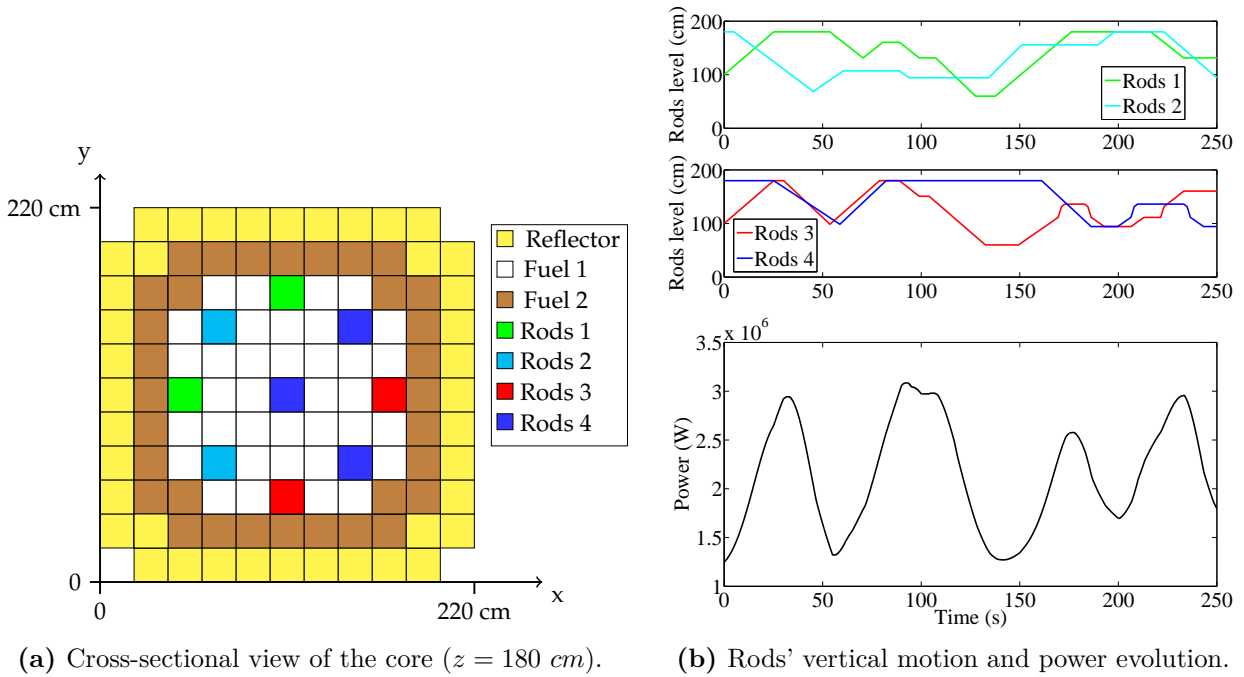 y
220 cm
0
0
220 cm
x
Reflector
Fuel 1
Fuel 2
Rods 1
Rods 2
Rods 3
Rods 4
(a) Cross-sectional view of the core (z = 180 cm).
Rods level (cm)
200
100
0
0 50 100 150 200 250
Rods 1
Rods 2
Rods level (cm)
200
100
0
0 50 100 150 200 250
Rods 3
Rods 4
x 10^6
Power (W)
3.5
3
2.5
2
1.5
1
0 50 100 150 200 250
Time (s)
(b) Rods' vertical motion and power evolution.